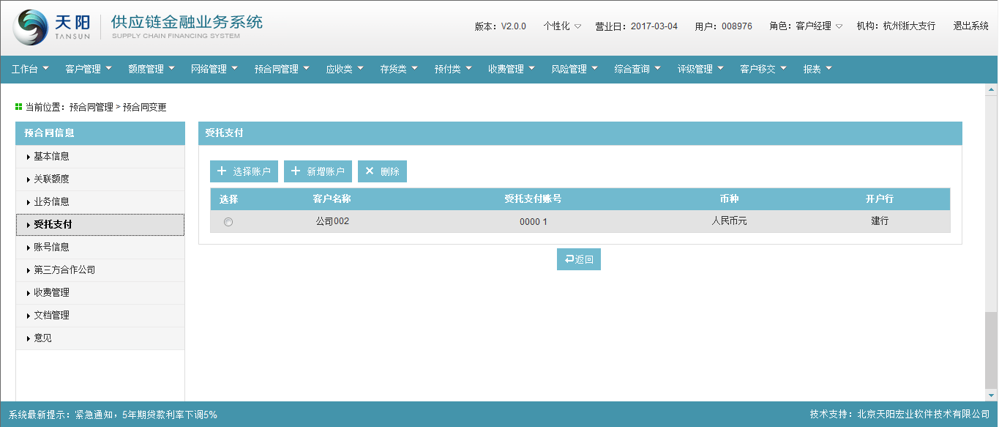 天阳 TANSUN 供应链金融业务系统 SUPPLY CHAIN FINANCING SYSTEM
版本：V2.0.0 个性化 营业日：2017-03-04 用户：008976 角色：客户经理 机构：杭州浙大支行 退出系统
工作台 客户管理 额度管理 网络管理 预合同管理 应收类 存货类 预付类 收费管理 风险管理 综合查询 评级管理 客户移交 报表
当前位置：预合同管理 > 预合同变更
预合同信息
基本信息
关联额度
业务信息
受托支付
账号信息
第三方合作公司
收费管理
文档管理
意见
受托支付
选择账户 新增账户 删除
选择 客户名称 受托支付账号 币种 开户行
公司002 0000 1 人民币元 建行
返回
系统最新提示：紧急通知，5年期贷款利率下调5% 技术支持：北京天阳宏业软件技术有限公司